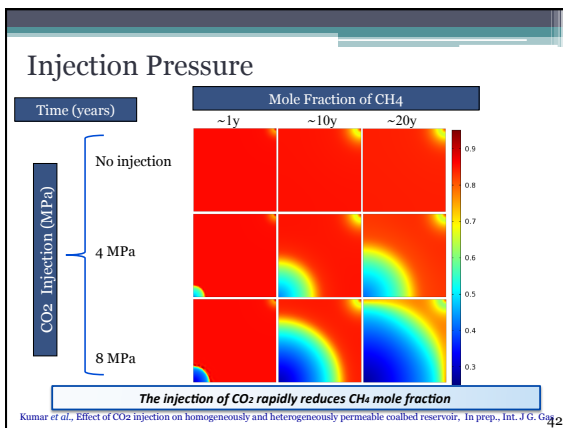 Injection Pressure
Time (years)
Mole Fraction of CH4
~1y
~10y
~20y
No injection
4 MPa
8 MPa
CO2 Injection (MPa)
0.9
0.8
0.7
0.6
0.5
0.4
0.3
The injection of CO₂ rapidly reduces CH₄ mole fraction
Kumar et al., Effect of CO2 injection on homogeneously and heterogeneously permeable coalbed reservoir, In prep., Int. J G. Gas
42